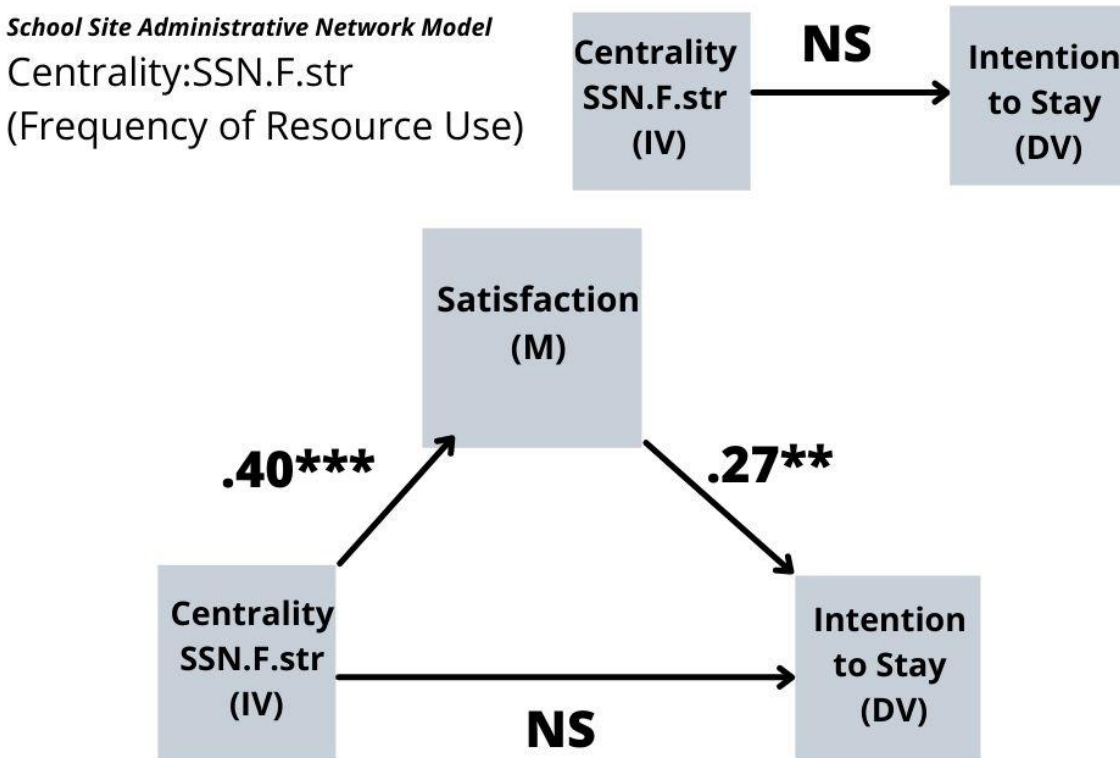 School Site Administrative Network Model
Centrality:SSN.F.str
(Frequency of Resource Use)
Centrality
SSN.F.str
(IV)
NS
Intention
to Stay
(DV)
Satisfaction
(M)
.40***
.27**
Centrality
SSN.F.str
(IV)
NS
Intention
to Stay
(DV)